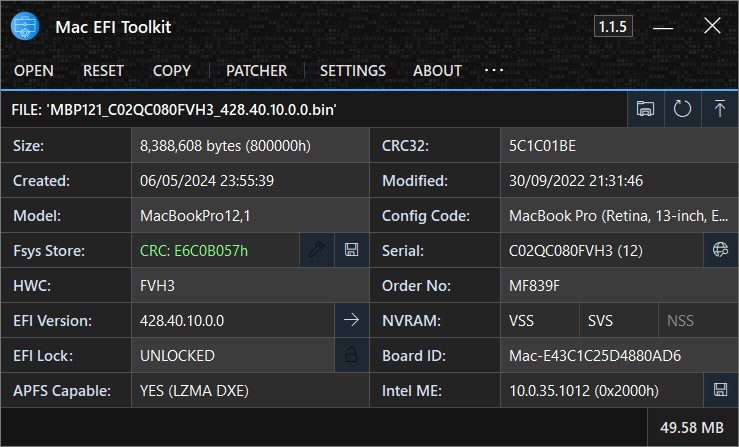 Mac EFI Toolkit 1.1.5
OPEN RESET COPY PATCHER SETTINGS ABOUT ...
FILE: 'MBP121_C02QC080FVH3_428.40.10.0.0.bin'
Size: 8,388,608 bytes (800000h) CRC32: 5C1C01BE
Created: 06/05/2024 23:55:39 Modified: 30/09/2022 21:31:46
Model: MacBookPro12,1 Config Code: MacBook Pro (Retina, 13-inch, E...
Fsys Store: CRC: E6C0B057h Serial: C02QC080FVH3 (12)
HWC: FVH3 Order No: MF839F
EFI Version: 428.40.10.0.0 NVRAM: VSS SVS NSS
EFI Lock: UNLOCKED Board ID: Mac-E43C1C25D4880AD6
APFS Capable: YES (LZMA DXE) Intel ME: 10.0.35.1012 (0x2000h)
49.58 MB